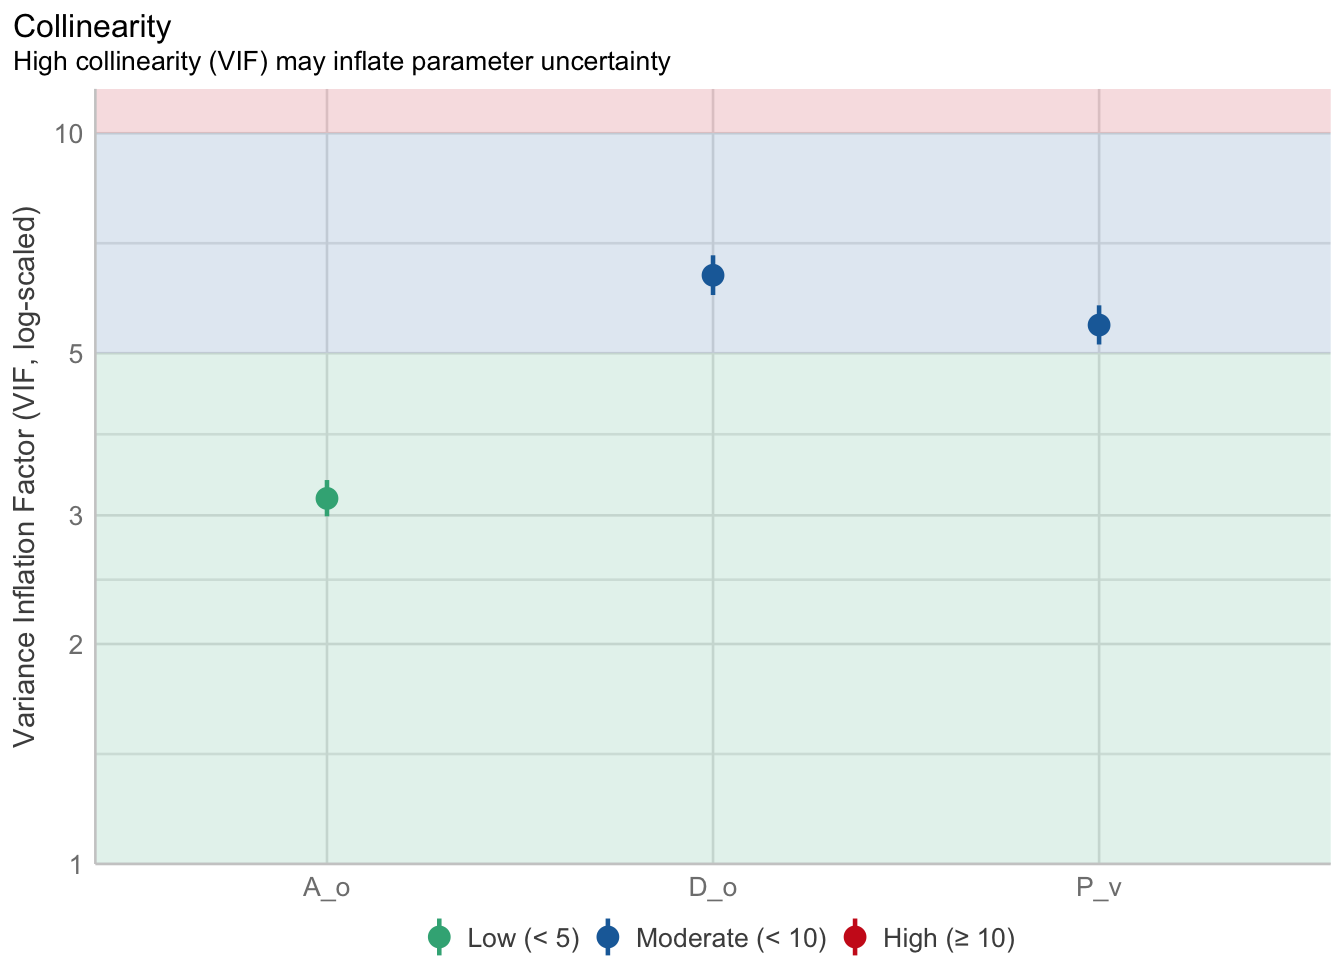 Collinearity
High collinearity (VIF) may inflate parameter uncertainty
Variance Inflation Factor (VIF, log-scaled)
10
5
3
2
1
A_o D_o P_v
Low (< 5) Moderate (< 10) High (≥ 10)